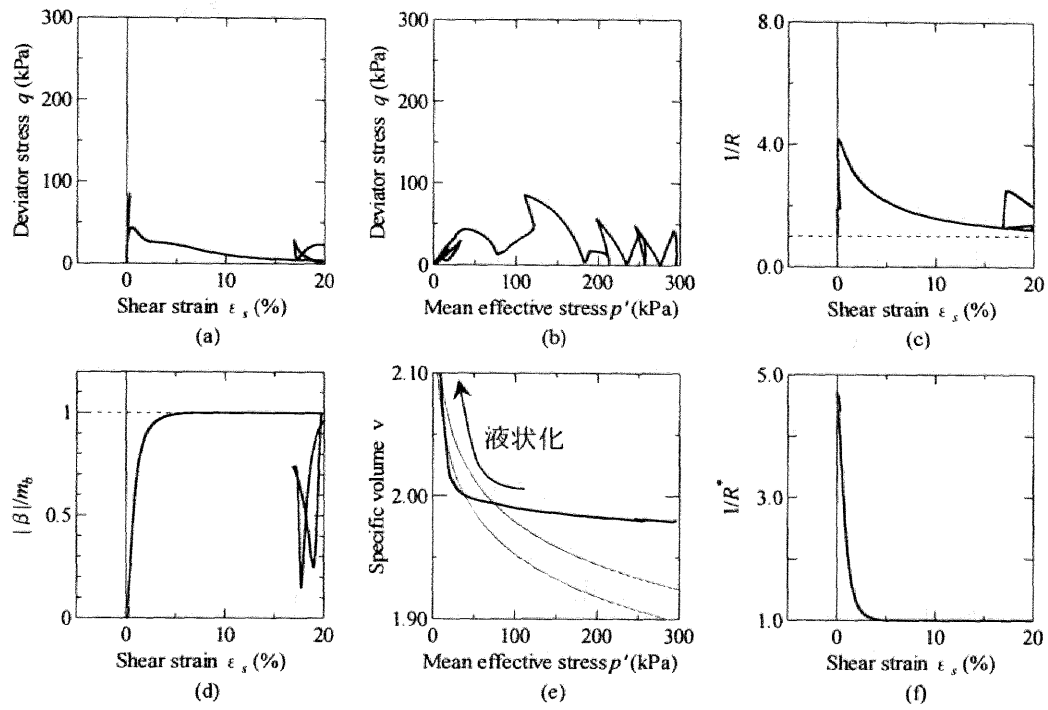 300
200
100
0
Deviator stress q (kPa)
0
10
20
Shear strain ε s (%)
(a)
300
200
100
0
Deviator stress q (kPa)
0
100
200
300
Mean effective stress p' (kPa)
(b)
8.0
4.0
0.0
1/R
0
10
20
Shear strain ε s (%)
(c)
1
0.5
0
|β|/m b
0
10
20
Shear strain ε s (%)
(d)
2.10
2.00
1.90
Specific volume v
液状化
0
100
200
300
Mean effective stress p' (kPa)
(e)
5.0
3.0
1.0
1/R*
0
10
20
Shear strain ε s (%)
(f)